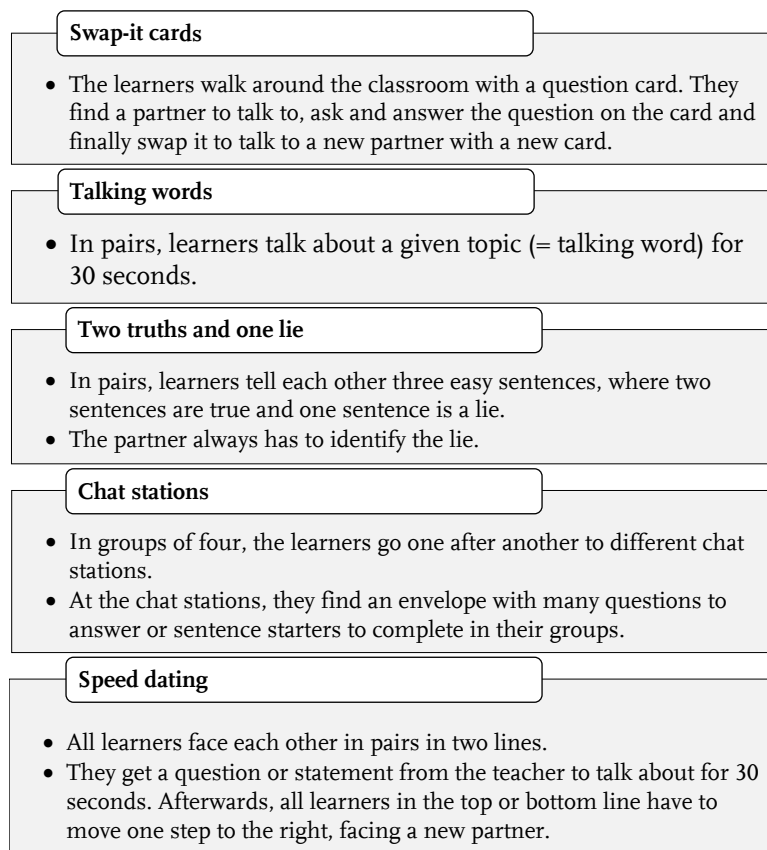 Swap-it cards
• The learners walk around the classroom with a question card. They
find a partner to talk to, ask and answer the question on the card and
finally swap it to talk to a new partner with a new card.
Talking words
• In pairs, learners talk about a given topic (= talking word) for
30 seconds.
Two truths and one lie
• In pairs, learners tell each other three easy sentences, where two
sentences are true and one sentence is a lie.
• The partner always has to identify the lie.
Chat stations
• In groups of four, the learners go one after another to different chat
stations.
• At the chat stations, they find an envelope with many questions to
answer or sentence starters to complete in their groups.
Speed dating
• All learners face each other in pairs in two lines.
• They get a question or statement from the teacher to talk about for 30
seconds. Afterwards, all learners in the top or bottom line have to
move one step to the right, facing a new partner.